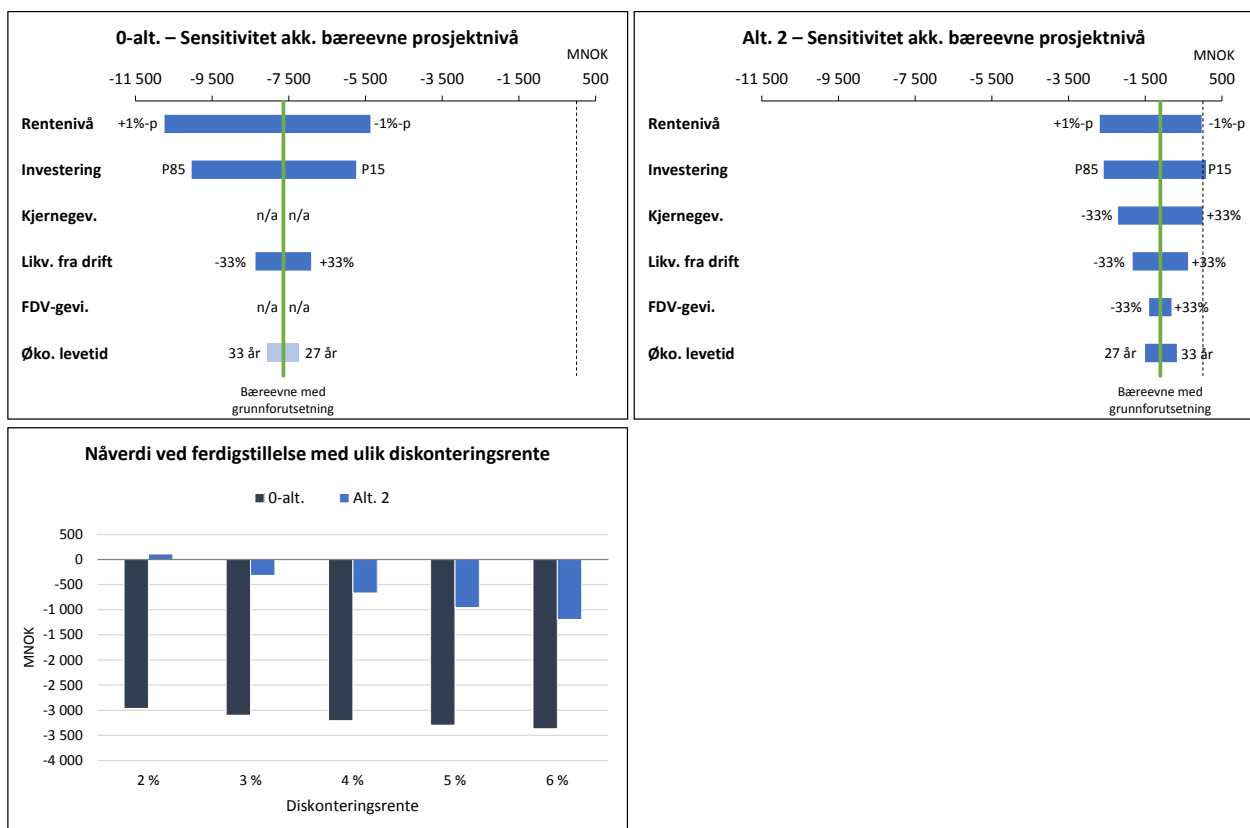 0-alt. – Sensitivitet akk. bæreevne prosjektnivå
MNOK
-11 500 -9 500 -7 500 -5 500 -3 500 -1 500 500
Rentenivå +1%-p -1%-p
Investering P85 P15
Kjernegev. n/a n/a
Likv. fra drift -33% +33%
FDV-gevi. n/a n/a
Øko. levetid 33 år 27 år
Bæreevne med
grunnforutsetning
Alt. 2 – Sensitivitet akk. bæreevne prosjektnivå
MNOK
-11 500 -9 500 -7 500 -5 500 -3 500 -1 500 500
Rentenivå +1%-p -1%-p
Investering P85 P15
Kjernegev. -33% +33%
Likv. fra drift -33% +33%
FDV-gevi. -33% +33%
Øko. levetid 27 år 33 år
Bæreevne med
grunnforutsetning
Nåverdi ved ferdigstillelse med ulik diskonteringsrente
0-alt. Alt. 2
500
0
-500
-1 000
-1 500
-2 000
-2 500
-3 000
-3 500
-4 000
MNOK
2 % 3 % 4 % 5 % 6 %
Diskonteringsrente